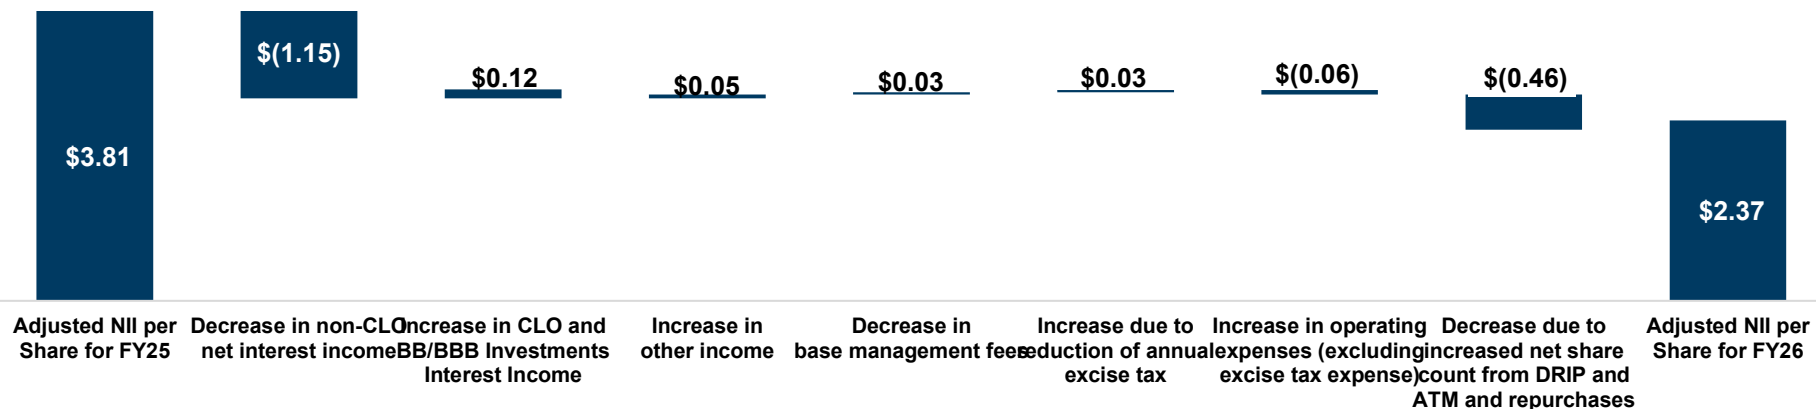 $3.81
$(1.15)
$0.12
$0.05
$0.03
$0.03
$(0.06)
$(0.46)
$2.37
Adjusted NII per
Share for FY25
Decrease in non-CLO
net interest income
Increase in CLO and
BB/BBB Investments
Interest Income
Increase in
other income
Decrease in
base management fees
Increase due to
reduction of annual
excise tax
Increase in operating
expenses (excluding
excise tax expense)
Decrease due to
increased net share
count from DRIP and
ATM and repurchases
Adjusted NII per
Share for FY26